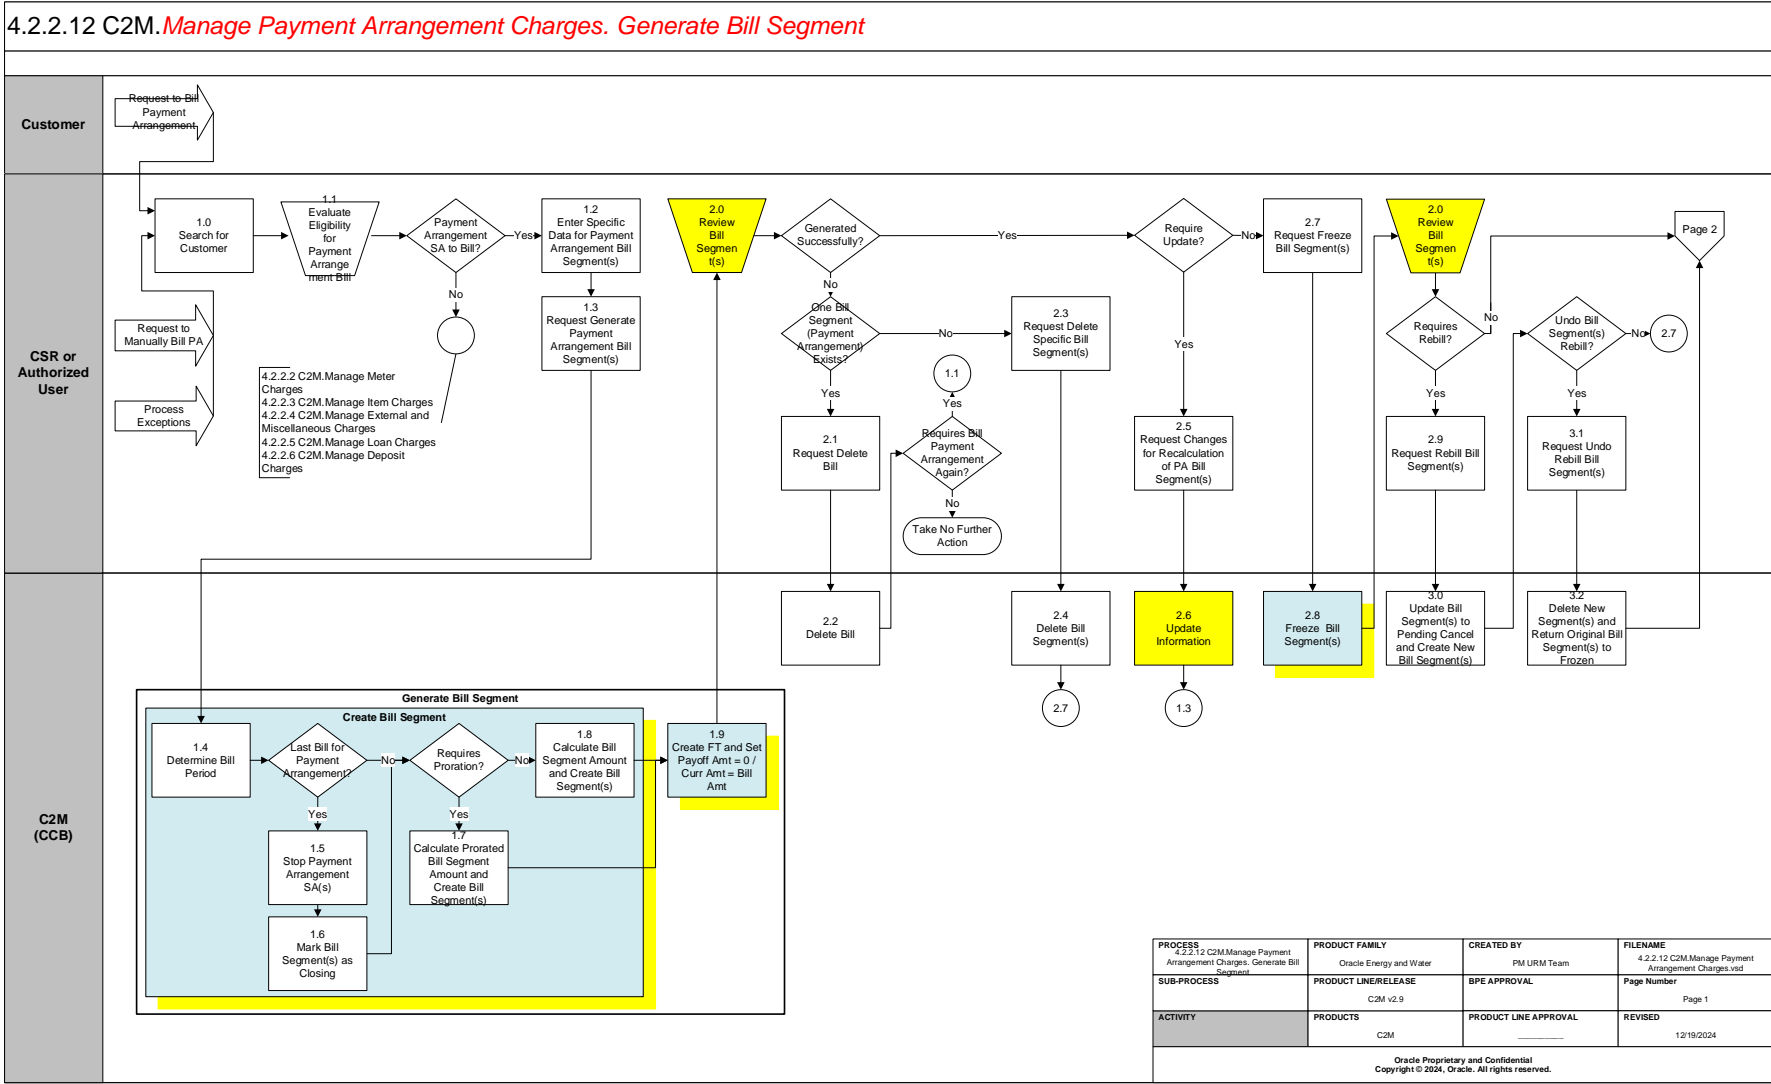 4.2.2.12 C2M.Manage Payment Arrangement Charges. Generate Bill Segment
Customer
Request to Bill
Payment
Arrangement
CSR or
Authorized
User
1.0
Search for
Customer
1.1
Evaluate
Eligibility
for
Payment
Arrange
ment Bill
Payment
Arrangement
SA to Bill?
Yes
No
1.2
Enter Specific
Data for Payment
Arrangement Bill
Segment(s)
1.3
Request Generate
Payment
Arrangement Bill
Segment(s)
Request to
Manually Bill PA
Process
Exceptions
4.2.2.2 C2M.Manage Meter
Charges
4.2.2.3 C2M.Manage Item Charges
4.2.2.4 C2M.Manage External and
Miscellaneous Charges
4.2.2.5 C2M.Manage Loan Charges
4.2.2.6 C2M.Manage Deposit
Charges
2.0
Review
Bill
Segmen
t(s)
Generated
Successfully?
Yes
No
One Bill
Segment
(Payment
Arrangement)
Exists?
No
Yes
2.1
Request Delete
Bill
1.1
Yes
Requires Bill
Payment
Arrangement
Again?
No
Take No Further
Action
2.3
Request Delete
Specific Bill
Segment(s)
Require
Update?
No
Yes
2.5
Request Changes
for Recalculation
of PA Bill
Segment(s)
2.7
Request Freeze
Bill Segment(s)
2.0
Review
Bill
Segmen
t(s)
Requires
Rebill?
No
Yes
2.9
Request Rebill Bill
Segment(s)
Undo Bill
Segment(s)
Rebill?
No
2.7
Yes
3.1
Request Undo
Rebill Bill
Segment(s)
Page 2
C2M
(CCB)
2.2
Delete Bill
2.4
Delete Bill
Segment(s)
2.7
2.6
Update
Information
1.3
2.8
Freeze Bill
Segment(s)
3.0
Update Bill
Segment(s) to
Pending Cancel
and Create New
Bill Segment(s)
3.2
Delete New
Segment(s) and
Return Original Bill
Segment(s) to
Frozen
Generate Bill Segment
Create Bill Segment
1.4
Determine Bill
Period
Last Bill for
Payment
Arrangement?
No
Yes
1.5
Stop Payment
Arrangement
SA(s)
1.6
Mark Bill
Segment(s) as
Closing
Requires
Proration?
No
Yes
1.7
Calculate Prorated
Bill Segment
Amount and
Create Bill
Segment(s)
1.8
Calculate Bill
Segment Amount
and Create Bill
Segment(s)
1.9
Create FT and Set
Payoff Amt = 0 /
Curr Amt = Bill
Amt
PROCESS
4.2.2.12 C2M.Manage Payment
Arrangement Charges. Generate Bill
Segment
PRODUCT FAMILY
Oracle Energy and Water
CREATED BY
PM URM Team
FILENAME
4.2.2.12 C2M.Manage Payment
Arrangement Charges.vsd
SUB-PROCESS
PRODUCT LINE/RELEASE
C2M v2.9
BPE APPROVAL
Page Number
Page 1
ACTIVITY
PRODUCTS
C2M
PRODUCT LINE APPROVAL
REVISED
12/19/2024
Oracle Proprietary and Confidential
Copyright © 2024, Oracle. All rights reserved.